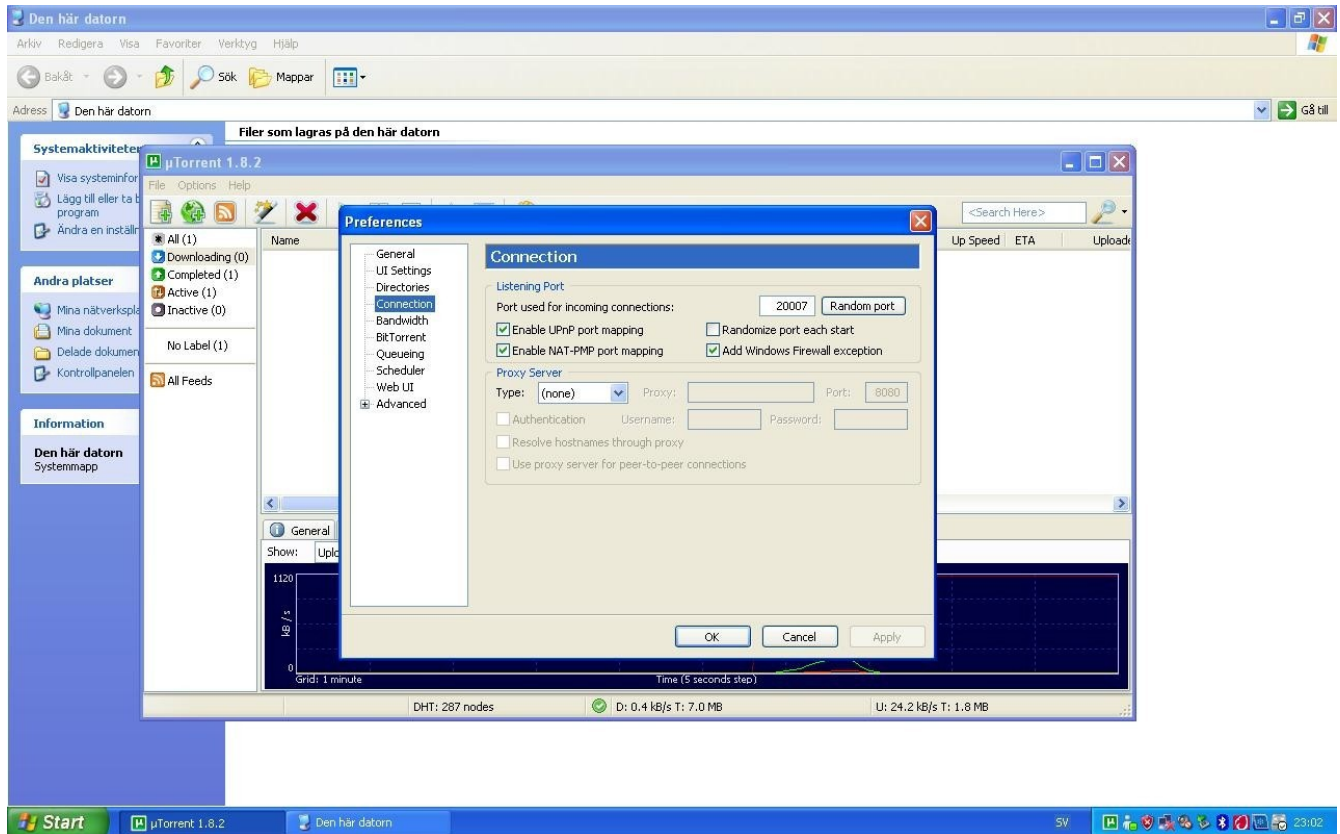 Den här datorn
Arkiv Redigera Visa Favoriter Verktyg Hjälp
Bakåt Sök Mappar
Adress Den här datorn Gå till
Filer som lagras på den här datorn
Systemaktiviteter
Visa systeminfor
Lägg till eller ta b
program
Ändra en inställr
Andra platser
Mina nätverkspla
Mina dokument
Delade dokumen
Kontrollpanelen
Information
Den här datorn
Systemmapp
µTorrent 1.8.2
File Options Help
<Search Here>
All (1)
Downloading (0)
Completed (1)
Active (1)
Inactive (0)
No Label (1)
All Feeds
Name Up Speed ETA Uploade
Preferences
General
UI Settings
Directories
Connection
Bandwidth
BitTorrent
Queueing
Scheduler
Web UI
Advanced
Connection
Listening Port
Port used for incoming connections: 20007 Random port
Enable UPnP port mapping Randomize port each start
Enable NAT-PMP port mapping Add Windows Firewall exception
Proxy Server
Type: (none) Proxy: Port: 8080
Authentication Username: Password:
Resolve hostnames through proxy
Use proxy server for peer-to-peer connections
OK Cancel Apply
General
Show: Uplo
1120
kB / s
0
Grid: 1 minute Time (5 seconds step)
DHT: 287 nodes D: 0.4 kB/s T: 7.0 MB U: 24.2 kB/s T: 1.8 MB
Start µTorrent 1.8.2 Den här datorn SV 23:02